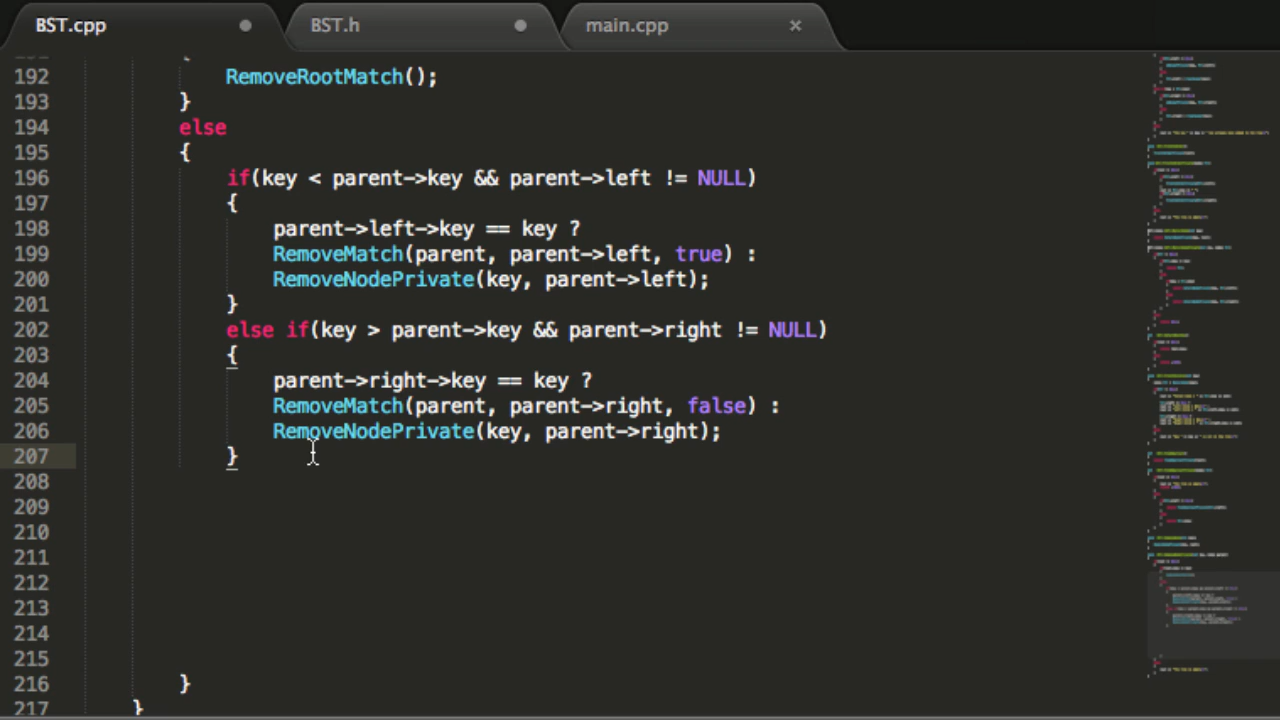 BST.cpp BST.h main.cpp ×
192 RemoveRootMatch();
193 }
194 else
195 {
196 if(key < parent->key && parent->left != NULL)
197 {
198 parent->left->key == key ?
199 RemoveMatch(parent, parent->left, true) :
200 RemoveNodePrivate(key, parent->left);
201 }
202 else if(key > parent->key && parent->right != NULL)
203 {
204 parent->right->key == key ?
205 RemoveMatch(parent, parent->right, false) :
206 RemoveNodePrivate(key, parent->right);
207 }
208
209
210
211
212
213
214
215
216 }
217 }